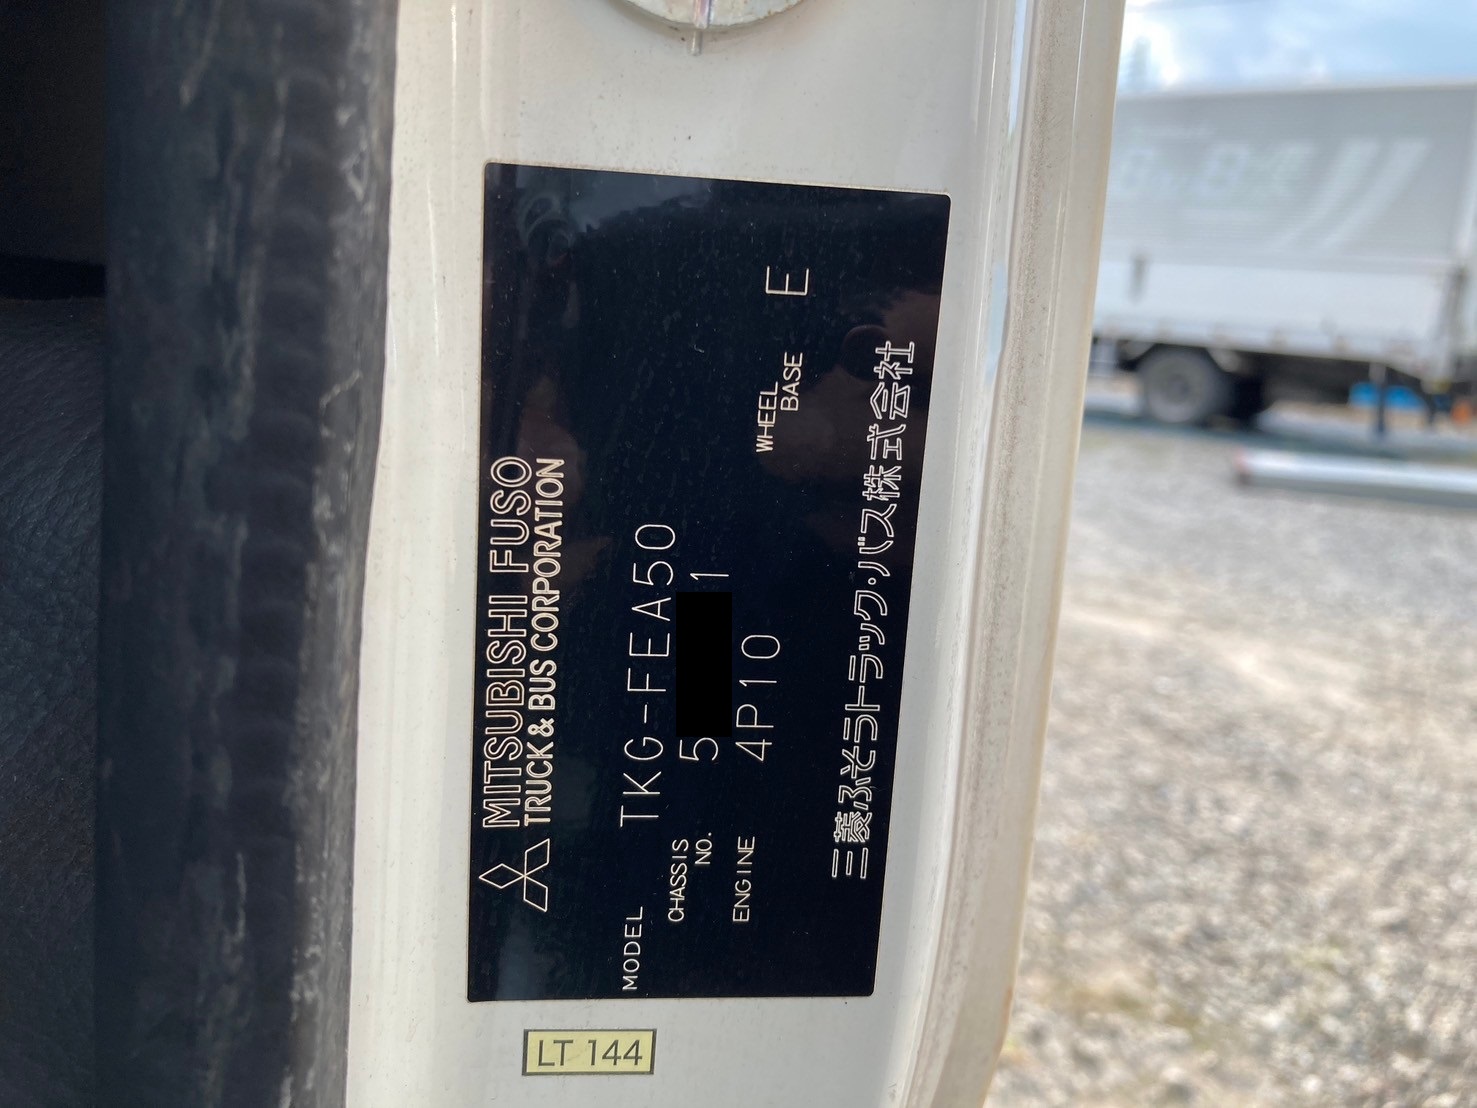 MITSUBISHI FUSO
TRUCK & BUS CORPORATION
MODEL TKG-FEA50
CHASSIS NO. 5 1
ENGINE 4P10
WHEEL BASE E
三菱ふそうトラック・バス株式会社
LT 144